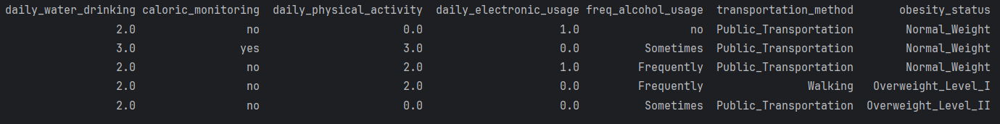 daily_water_drinking caloric_monitoring daily_physical_activity daily_electronic_usage freq_alcohol_usage transportation_method obesity_status
2.0 no 0.0 1.0 no Public_Transportation Normal_Weight
3.0 yes 3.0 0.0 Sometimes Public_Transportation Normal_Weight
2.0 no 2.0 1.0 Frequently Public_Transportation Normal_Weight
2.0 no 2.0 0.0 Frequently Walking Overweight_Level_I
2.0 no 0.0 0.0 Sometimes Public_Transportation Overweight_Level_II